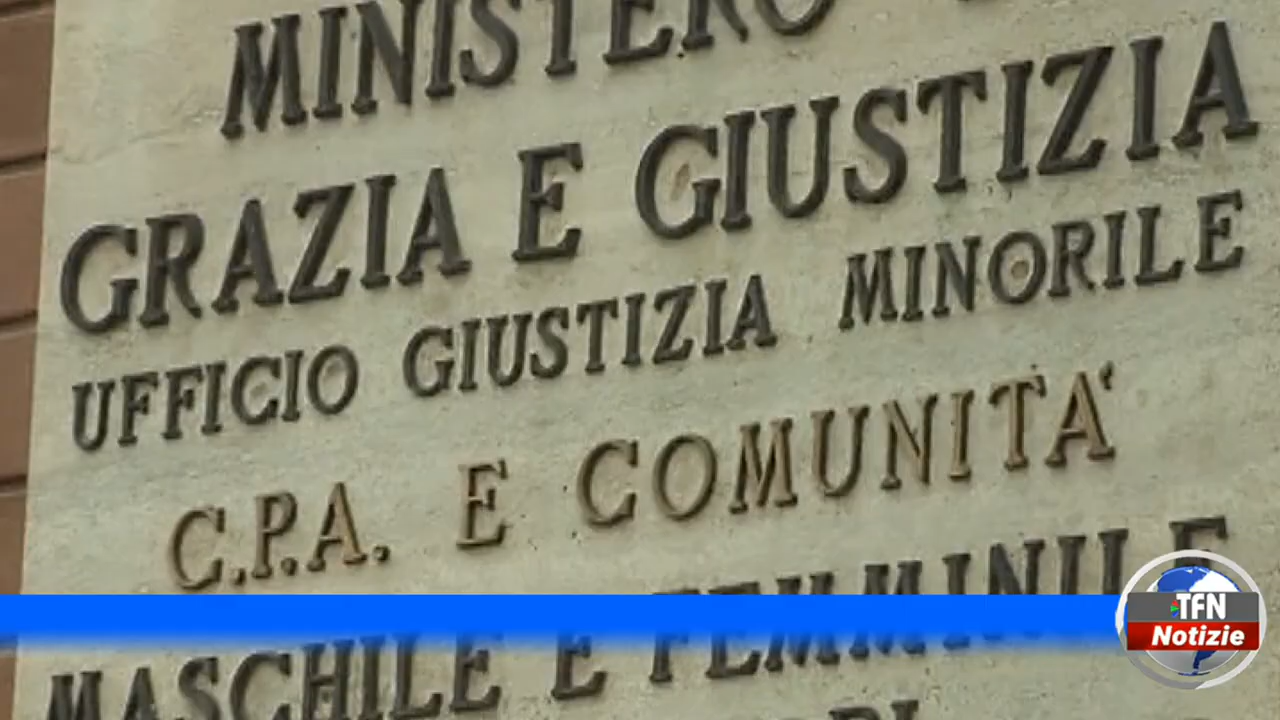 MINISTERO
GRAZIA E GIUSTIZIA
UFFICIO GIUSTIZIA MINORILE
C.P.A. E COMUNITA'
MASCHILE E FEMMINILE
TFN
Notizie